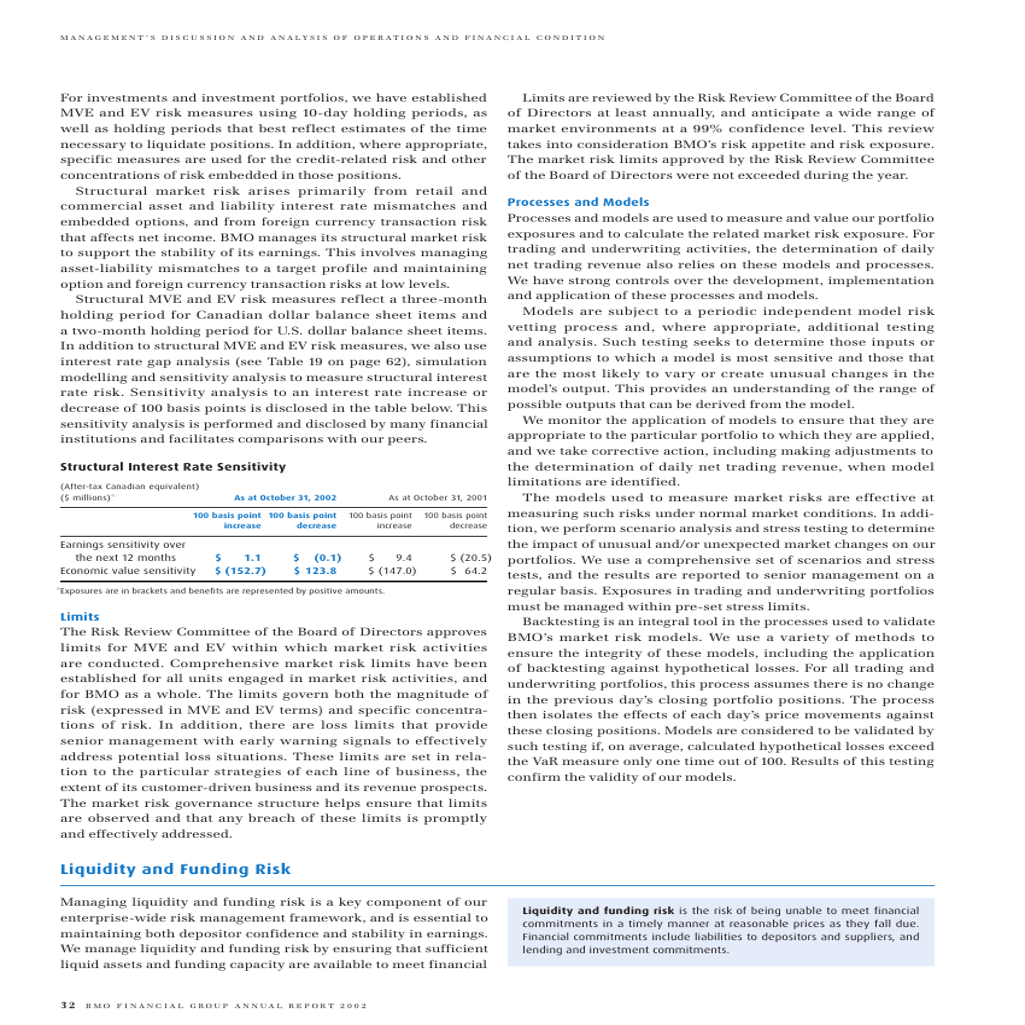 MANAGEMENT'S DISCUSSION AND ANALYSIS OF OPERATIONS AND FINANCIAL CONDITION
For investments and investment portfolios, we have established
MVE and EV risk measures using 10-day holding periods, as
well as holding periods that best reflect estimates of the time
necessary to liquidate positions. In addition, where appropriate,
specific measures are used for the credit-related risk and other
concentrations of risk embedded in those positions.
Structural market risk arises primarily from retail and
commercial asset and liability interest rate mismatches and
embedded options, and from foreign currency transaction risk
that affects net income. BMO manages its structural market risk
to support the stability of its earnings. This involves managing
asset-liability mismatches to a target profile and maintaining
option and foreign currency transaction risks at low levels.
Structural MVE and EV risk measures reflect a three-month
holding period for Canadian dollar balance sheet items and
a two-month holding period for U.S. dollar balance sheet items.
In addition to structural MVE and EV risk measures, we also use
interest rate gap analysis (see Table 19 on page 62), simulation
modelling and sensitivity analysis to measure structural interest
rate risk. Sensitivity analysis to an interest rate increase or
decrease of 100 basis points is disclosed in the table below. This
sensitivity analysis is performed and disclosed by many financial
institutions and facilitates comparisons with our peers.
Structural Interest Rate Sensitivity
(After-tax Canadian equivalent)
($ millions)* As at October 31, 2002 As at October 31, 2001
100 basis point 100 basis point 100 basis point 100 basis point
increase decrease increase decrease
Earnings sensitivity over
the next 12 months $ 1.1 $ (0.1) $ 9.4 $ (20.5)
Economic value sensitivity $ (152.7) $ 123.8 $ (147.0) $ 64.2
*Exposures are in brackets and benefits are represented by positive amounts.
Limits
The Risk Review Committee of the Board of Directors approves
limits for MVE and EV within which market risk activities
are conducted. Comprehensive market risk limits have been
established for all units engaged in market risk activities, and
for BMO as a whole. The limits govern both the magnitude of
risk (expressed in MVE and EV terms) and specific concentra-
tions of risk. In addition, there are loss limits that provide
senior management with early warning signals to effectively
address potential loss situations. These limits are set in rela-
tion to the particular strategies of each line of business, the
extent of its customer-driven business and its revenue prospects.
The market risk governance structure helps ensure that limits
are observed and that any breach of these limits is promptly
and effectively addressed.
Limits are reviewed by the Risk Review Committee of the Board
of Directors at least annually, and anticipate a wide range of
market environments at a 99% confidence level. This review
takes into consideration BMO's risk appetite and risk exposure.
The market risk limits approved by the Risk Review Committee
of the Board of Directors were not exceeded during the year.
Processes and Models
Processes and models are used to measure and value our portfolio
exposures and to calculate the related market risk exposure. For
trading and underwriting activities, the determination of daily
net trading revenue also relies on these models and processes.
We have strong controls over the development, implementation
and application of these processes and models.
Models are subject to a periodic independent model risk
vetting process and, where appropriate, additional testing
and analysis. Such testing seeks to determine those inputs or
assumptions to which a model is most sensitive and those that
are the most likely to vary or create unusual changes in the
model's output. This provides an understanding of the range of
possible outputs that can be derived from the model.
We monitor the application of models to ensure that they are
appropriate to the particular portfolio to which they are applied,
and we take corrective action, including making adjustments to
the determination of daily net trading revenue, when model
limitations are identified.
The models used to measure market risks are effective at
measuring such risks under normal market conditions. In addi-
tion, we perform scenario analysis and stress testing to determine
the impact of unusual and/or unexpected market changes on our
portfolios. We use a comprehensive set of scenarios and stress
tests, and the results are reported to senior management on a
regular basis. Exposures in trading and underwriting portfolios
must be managed within pre-set stress limits.
Backtesting is an integral tool in the processes used to validate
BMO's market risk models. We use a variety of methods to
ensure the integrity of these models, including the application
of backtesting against hypothetical losses. For all trading and
underwriting portfolios, this process assumes there is no change
in the previous day's closing portfolio positions. The process
then isolates the effects of each day's price movements against
these closing positions. Models are considered to be validated by
such testing if, on average, calculated hypothetical losses exceed
the VaR measure only one time out of 100. Results of this testing
confirm the validity of our models.
Liquidity and Funding Risk
Managing liquidity and funding risk is a key component of our
enterprise-wide risk management framework, and is essential to
maintaining both depositor confidence and stability in earnings.
We manage liquidity and funding risk by ensuring that sufficient
liquid assets and funding capacity are available to meet financial
Liquidity and funding risk is the risk of being unable to meet financial
commitments in a timely manner at reasonable prices as they fall due.
Financial commitments include liabilities to depositors and suppliers, and
lending and investment commitments.
32 BMO FINANCIAL GROUP ANNUAL REPORT 2002